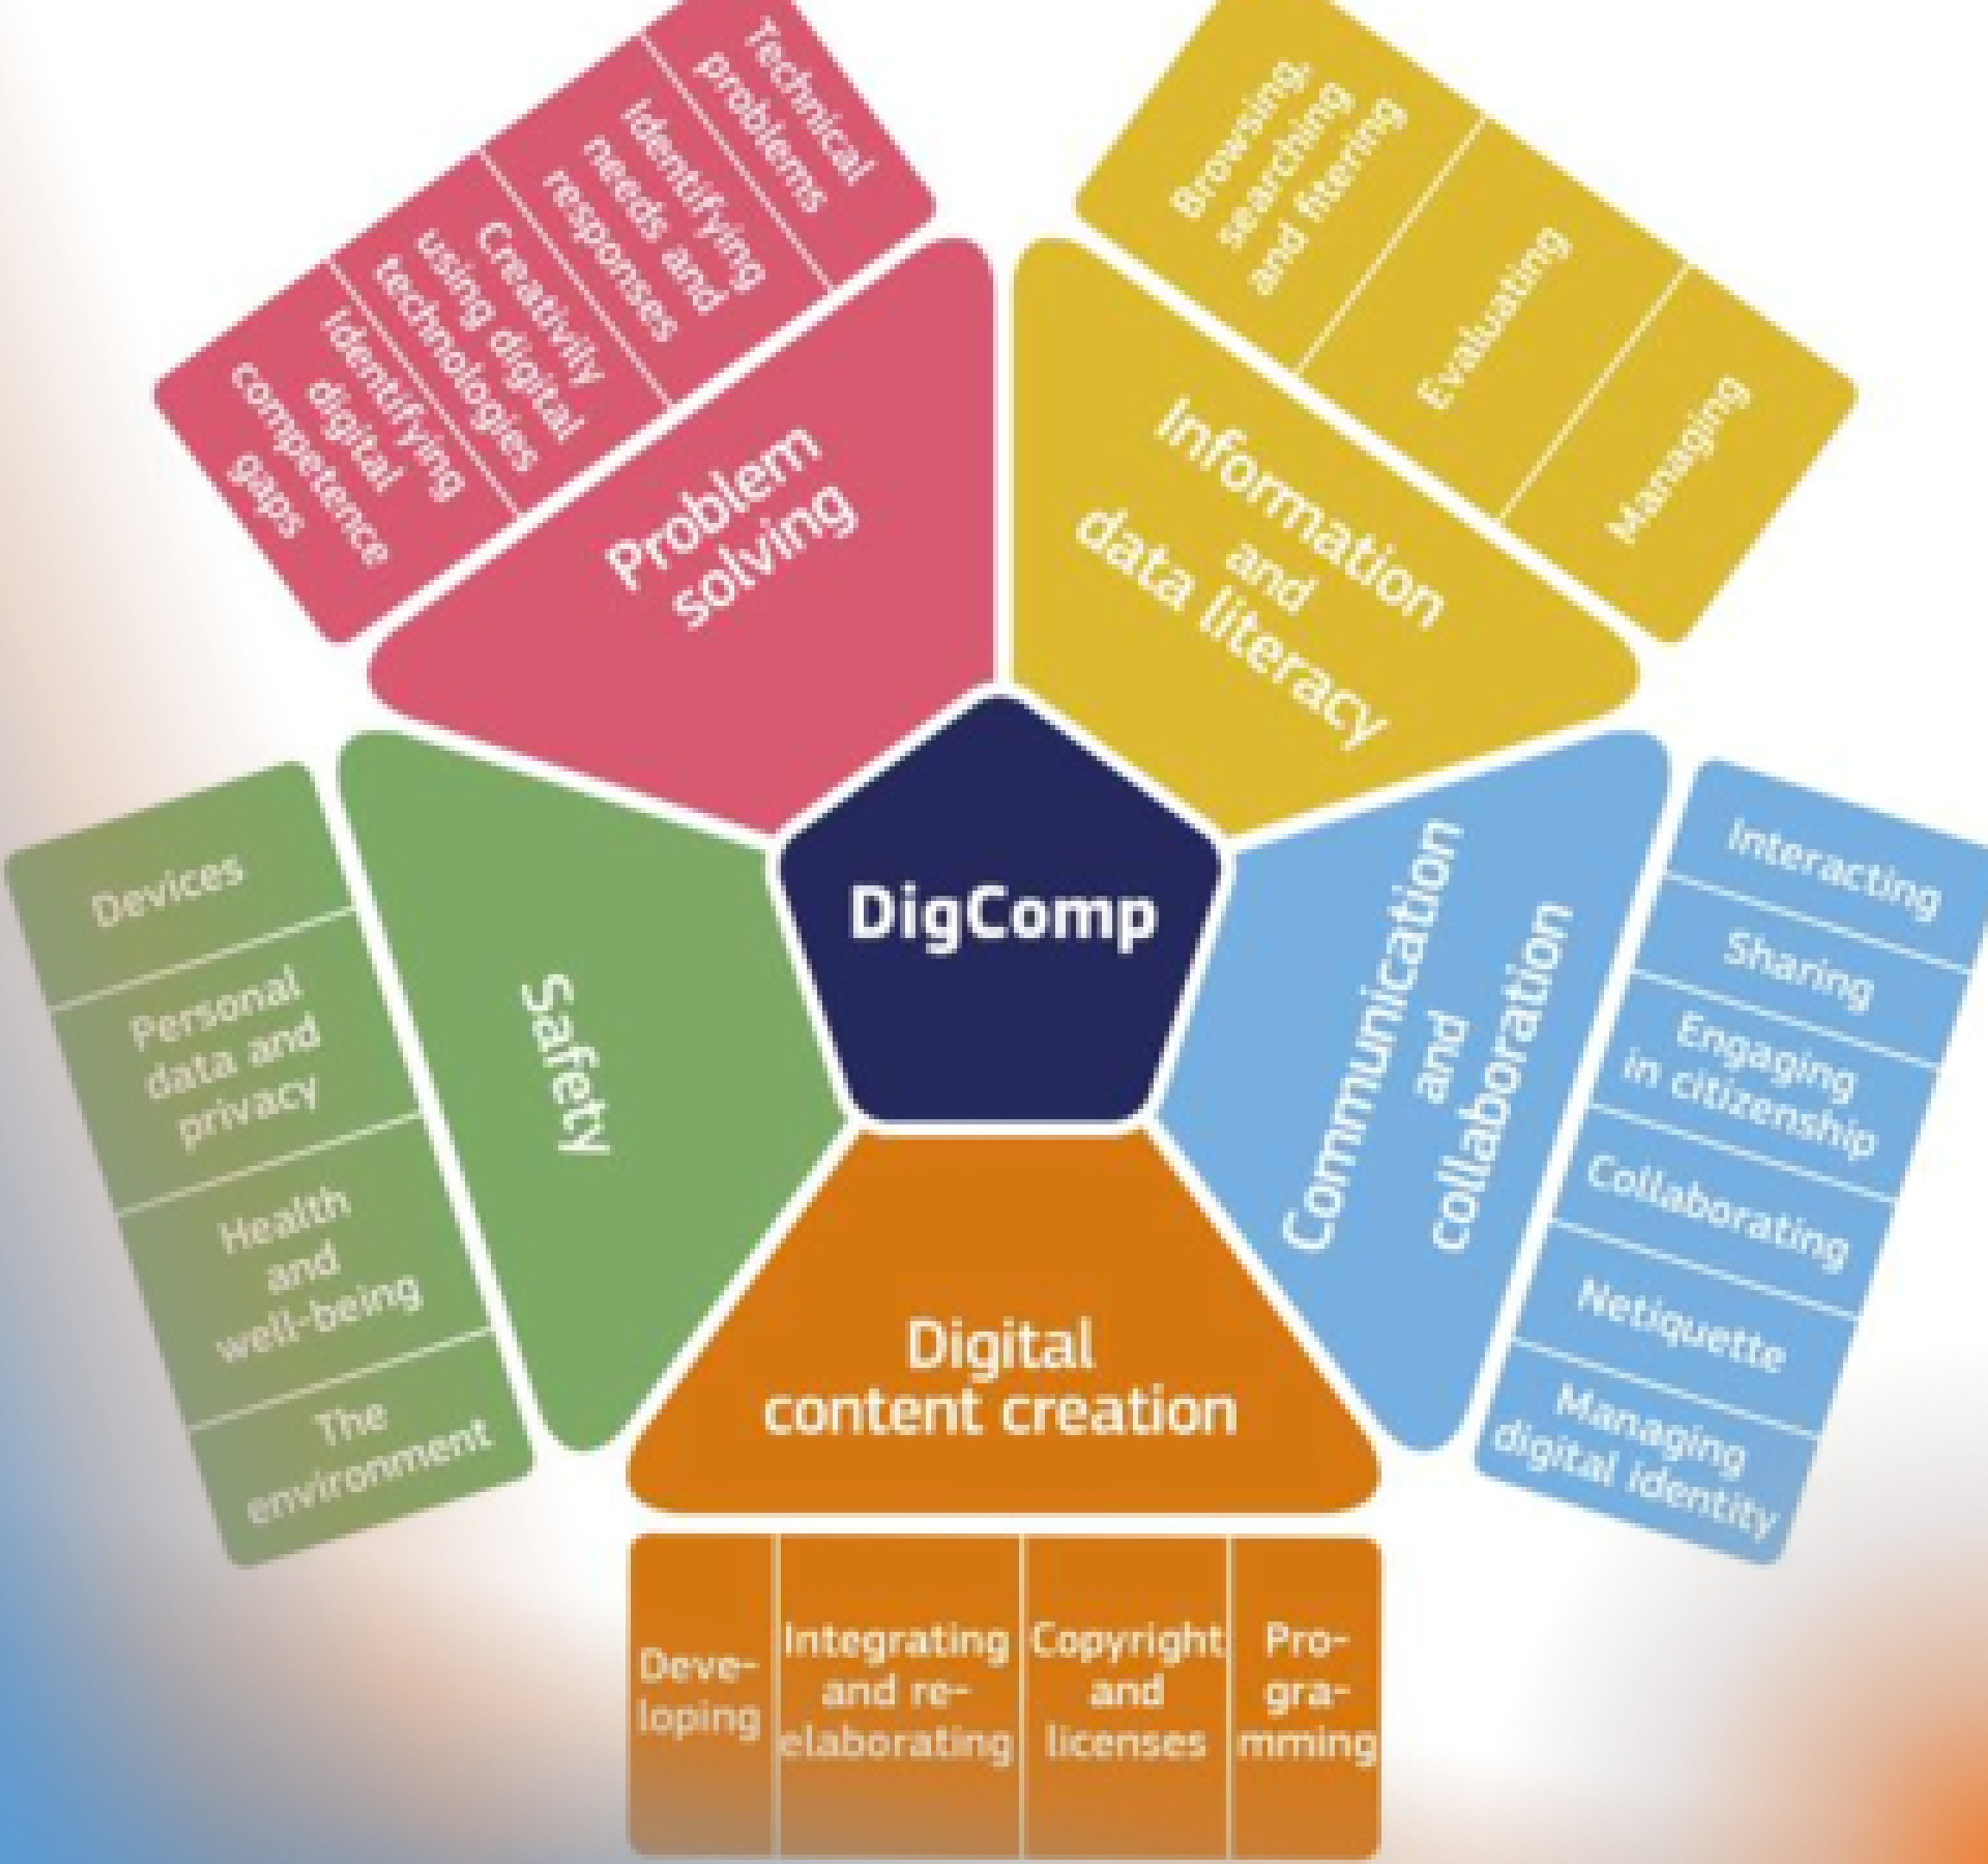 Technical
problems
Identifying
needs and
responses
Creativily
using digital
technologies
Identifying
digital
competence
gaps
Problem
solving
Browsing,
searching
and fitering
Evaluating
Managing
Information
and
data literacy
DigComp
Interacting
Sharing
Engaging
in citizenship
Collaborating
Netiquette
Managing
digital identity
Communication
and
collaboration
Devices
Personal
data and
privacy
Health
and
well-being
The
environment
Safety
Digital
content creation
Deve-
loping
Integrating
and re-
elaborating
Copyright
and
licenses
Pro-
gra-
mming